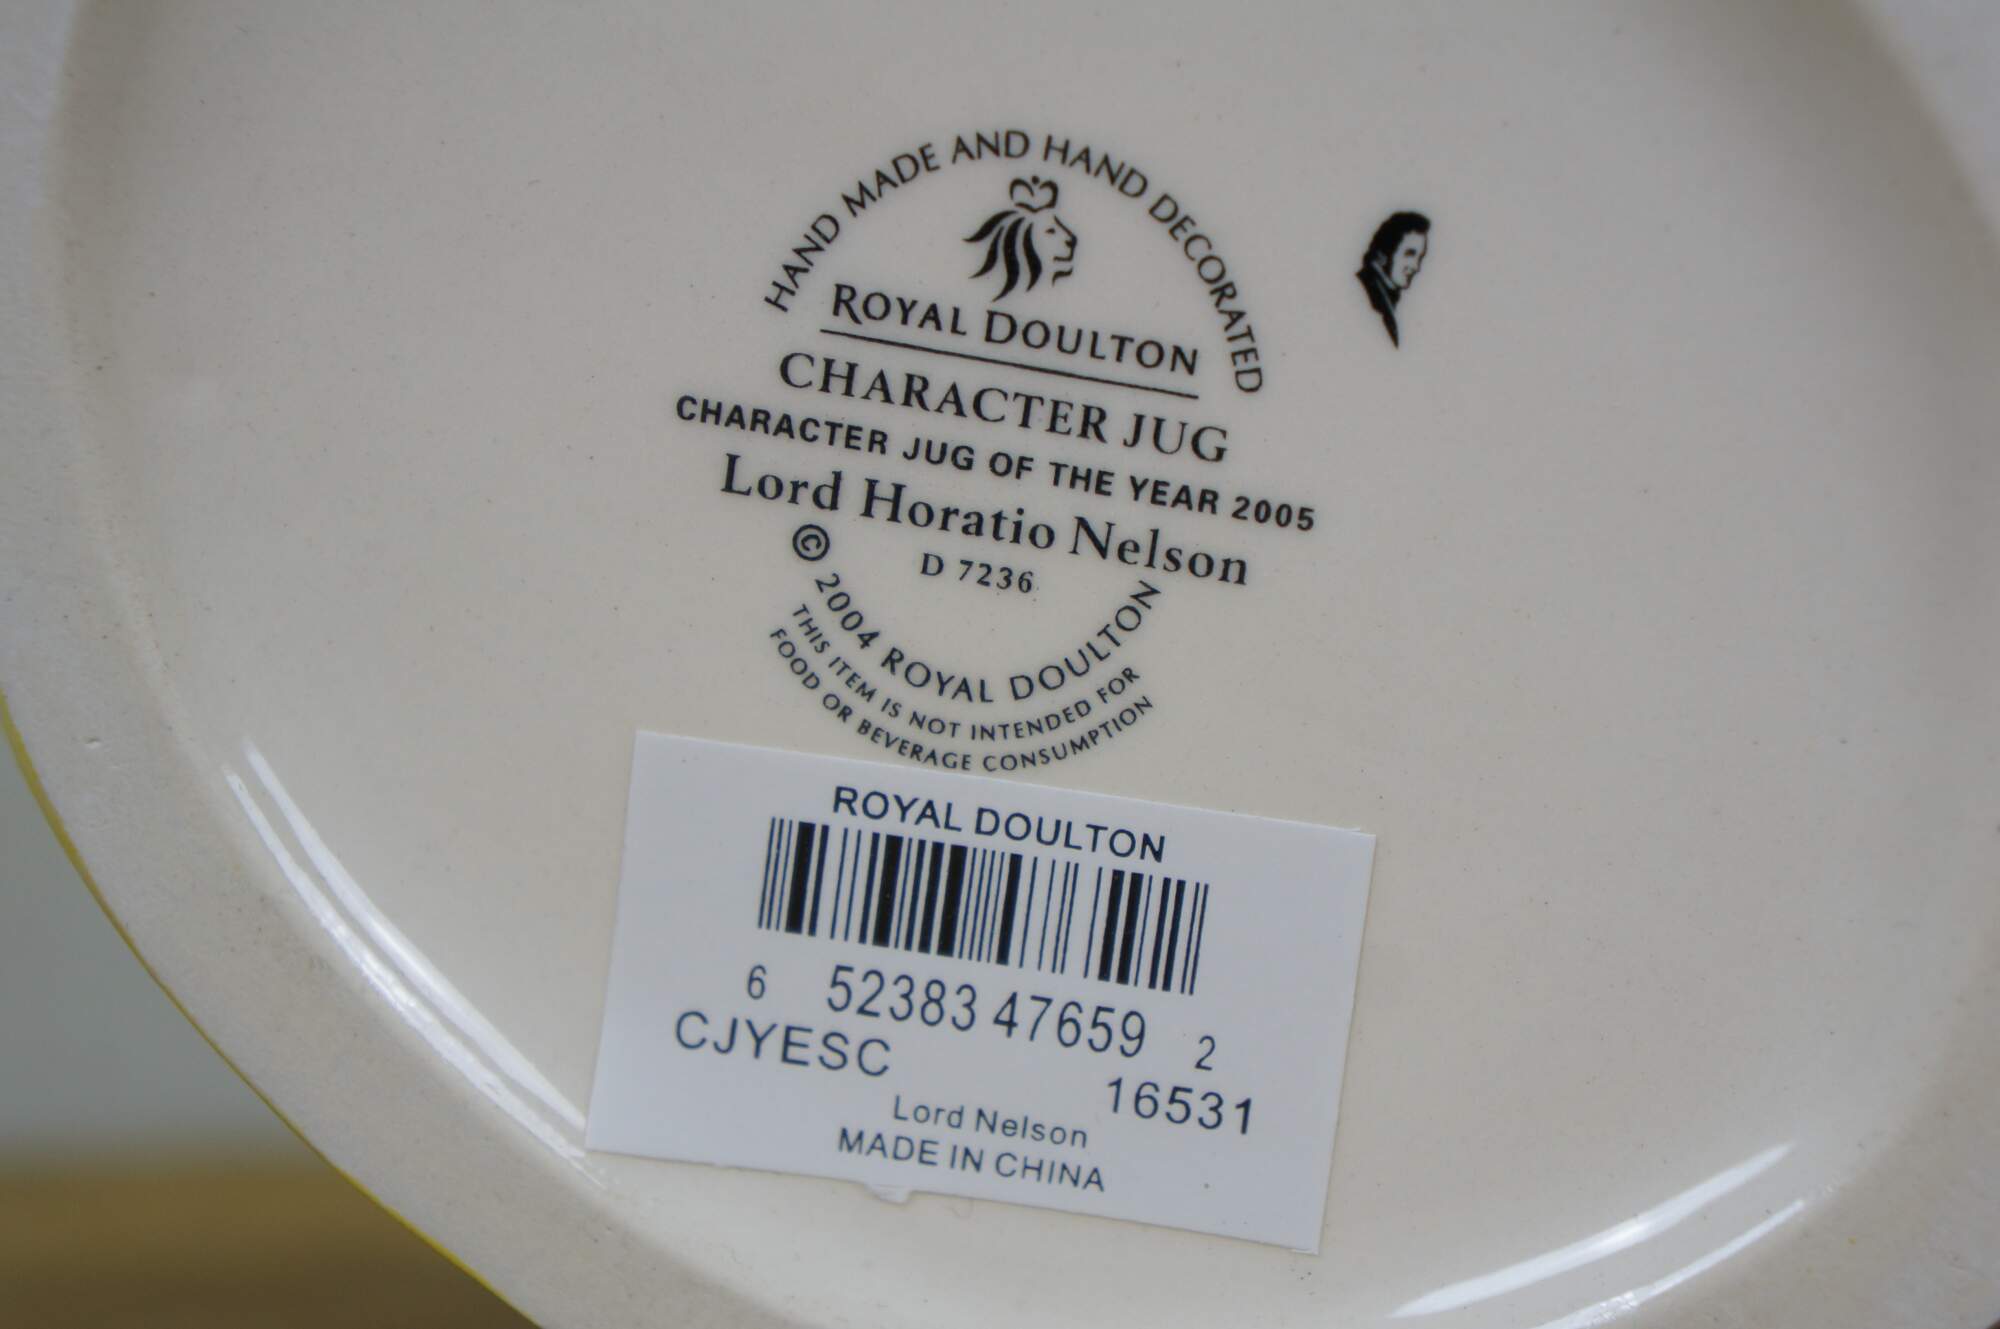 HAND MADE AND HAND DECORATED
ROYAL DOULTON
CHARACTER JUG
CHARACTER JUG OF THE YEAR 2005
Lord Horatio Nelson
D 7236
© 2004 ROYAL DOULTON
THIS ITEM IS NOT INTENDED FOR
FOOD OR BEVERAGE CONSUMPTION
ROYAL DOULTON
6 52383 47659 2
CJYESC 16531
Lord Nelson
MADE IN CHINA